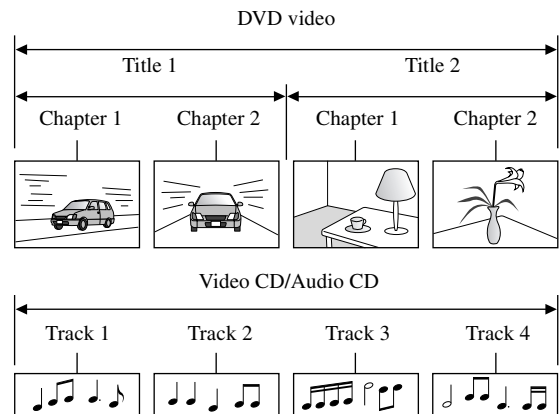 DVD video
Title 1 Title 2
Chapter 1 Chapter 2 Chapter 1 Chapter 2
Video CD/Audio CD
Track 1 Track 2 Track 3 Track 4